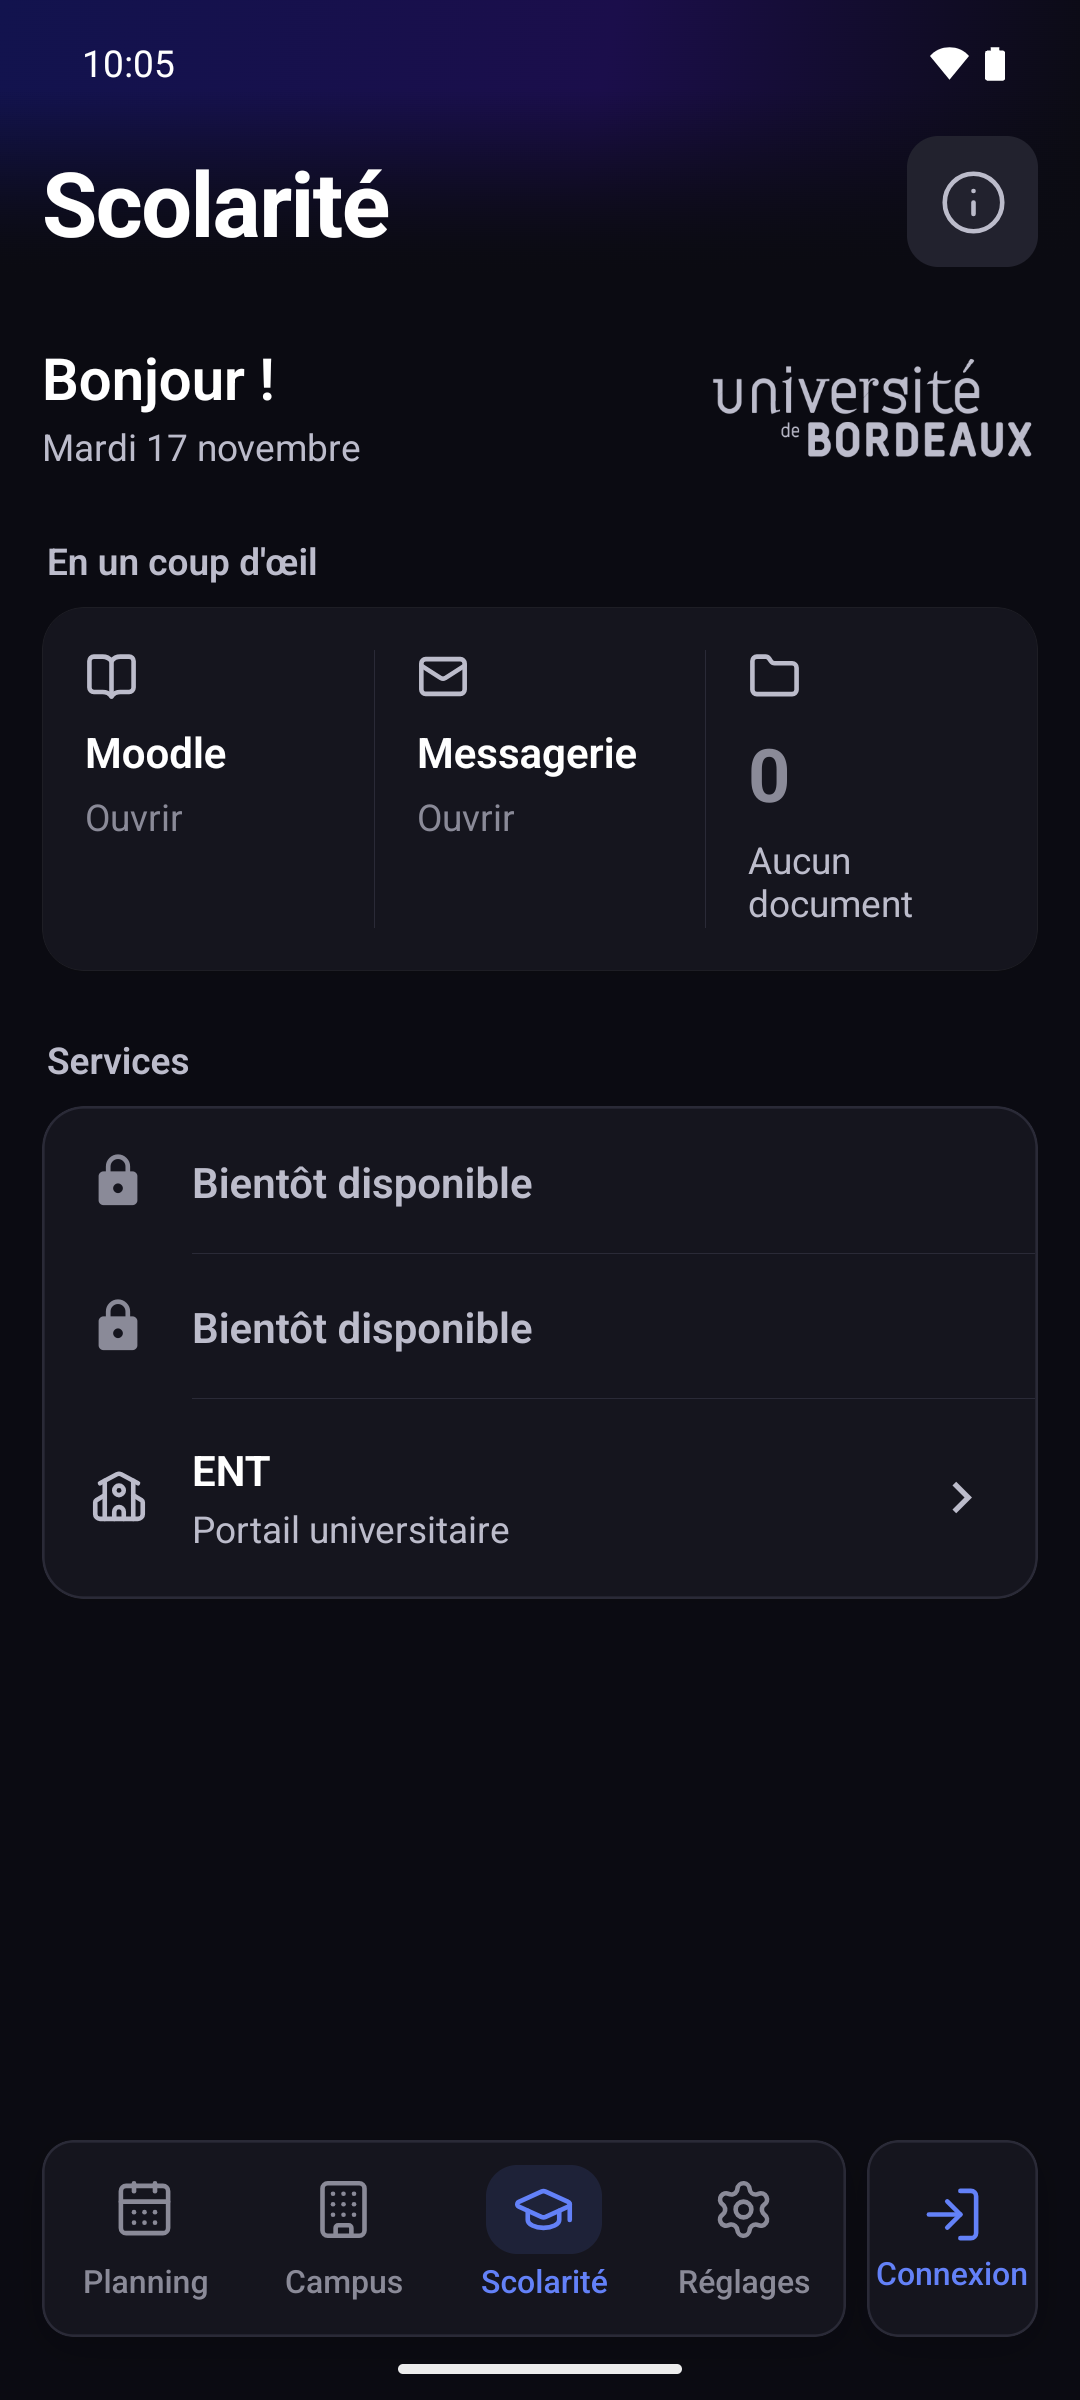 10:05
Scolarité
Bonjour !
Mardi 17 novembre
université
de BORDEAUX
En un coup d'œil
Moodle
Ouvrir
Messagerie
Ouvrir
0
Aucun
document
Services
Bientôt disponible
Bientôt disponible
ENT
Portail universitaire
Planning
Campus
Scolarité
Réglages
Connexion